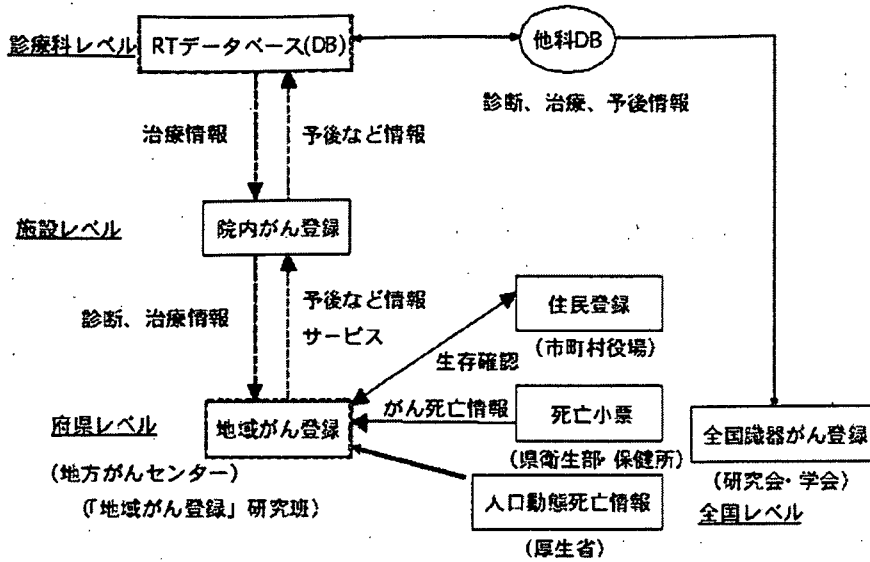 診療科レベル
RTデータベース(DB)
他科DB
診断、治療、予後情報
治療情報
予後など情報
施設レベル
院内がん登録
診断、治療情報
予後など情報
サービス
住民登録
(市町村役場)
生存確認
府県レベル
地域がん登録
がん死亡情報
死亡小票
(県衛生部・保健所)
全国臓器がん登録
(研究会・学会)
全国レベル
(地方がんセンター)
(「地域がん登録」研究班)
人口動態死亡情報
(厚生省)